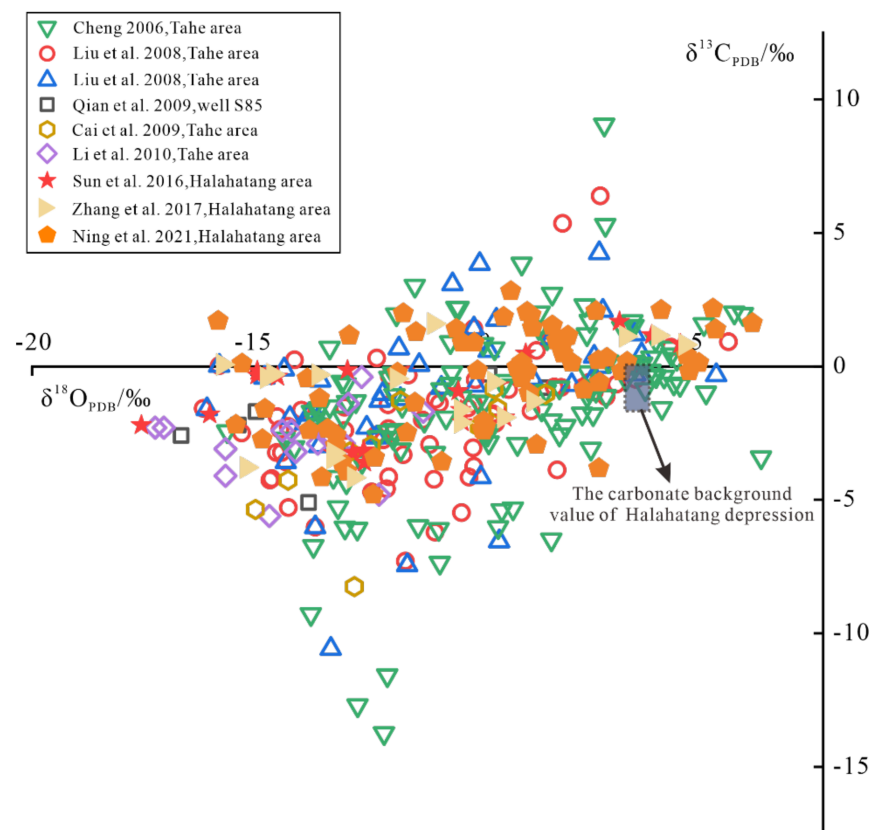 Cheng 2006,Tahe area
Liu et al. 2008,Tahe area
Liu et al. 2008,Tahe area
Qian et al. 2009,well S85
Cai et al. 2009,Tahe area
Li et al. 2010,Tahe area
Sun et al. 2016,Halahatang area
Zhang et al. 2017,Halahatang area
Ning et al. 2021,Halahatang area
δ¹³C_PDB/‰
10
5
-20
-15
-5
0
δ¹⁸O_PDB/‰
The carbonate background
value of Halahatang depression
-5
-10
-15